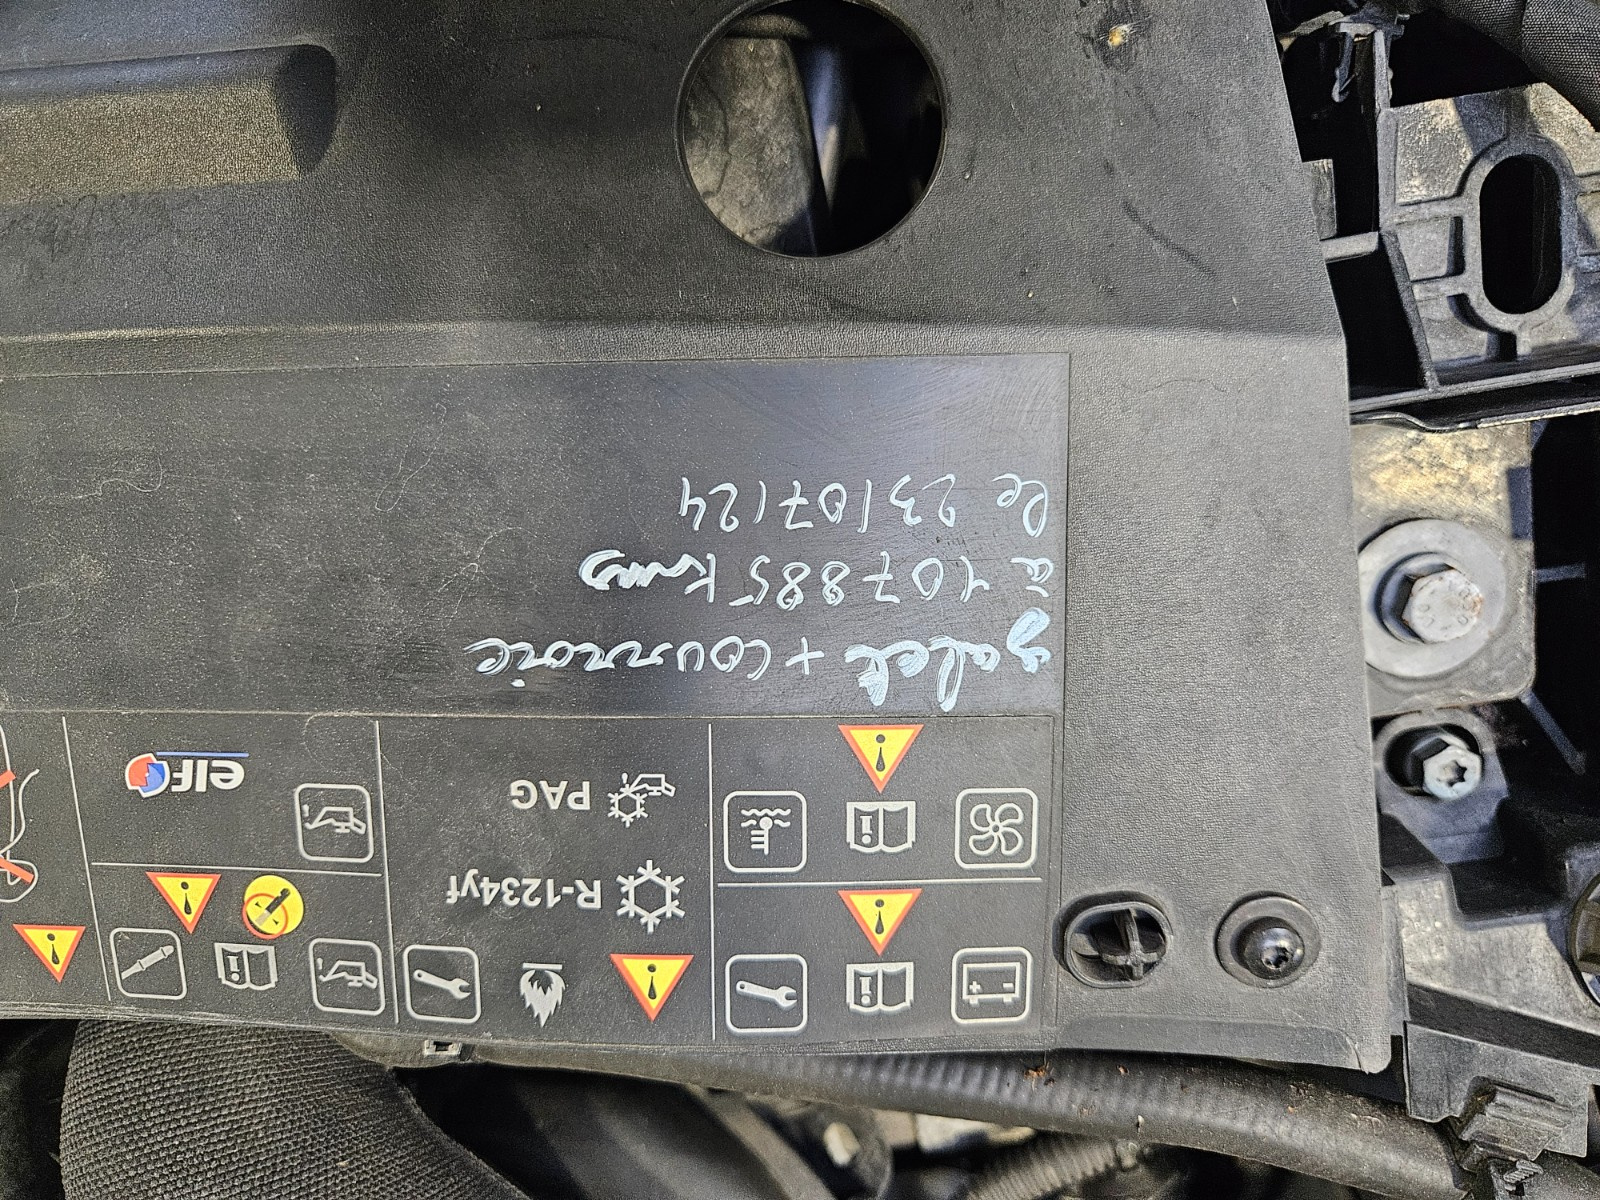 galet + courroie
à 107885 kms
le 23/07/24
elf
PAG
R-1234yf